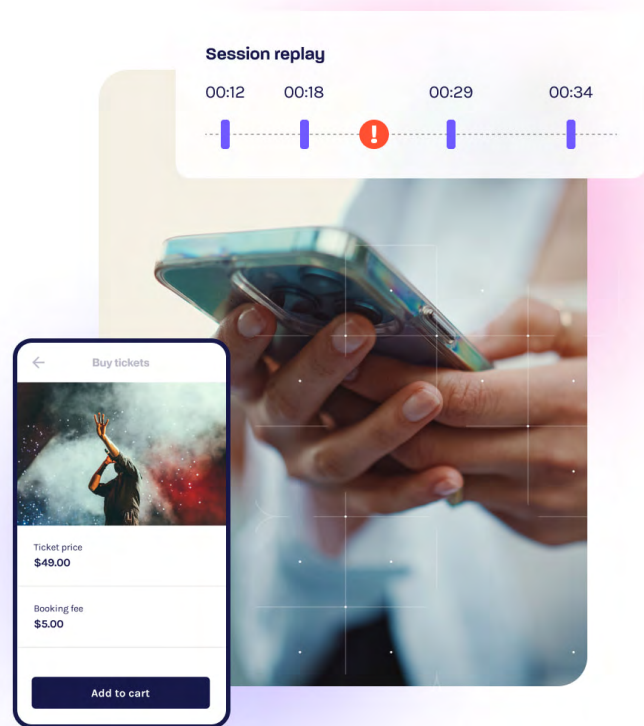 Session replay
00:12 00:18 00:29 00:34
Buy tickets
Ticket price
$49.00
Booking fee
$5.00
Add to cart